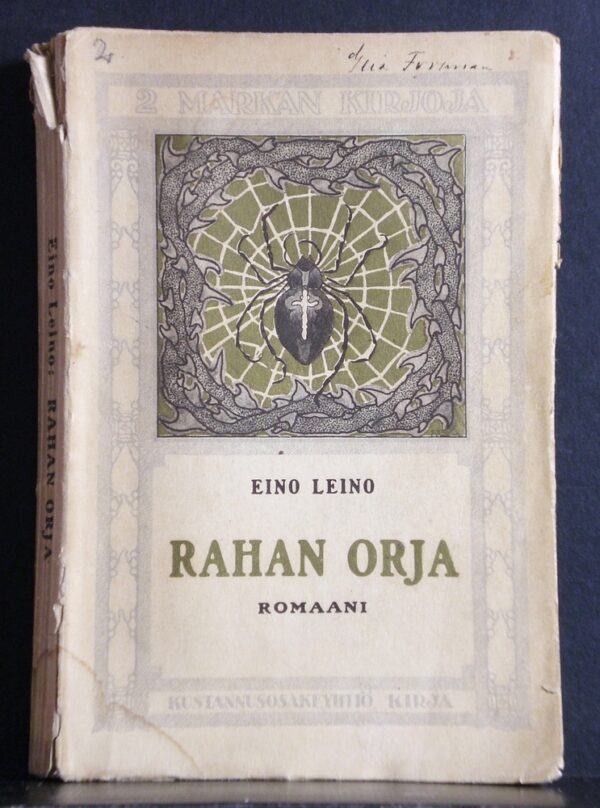 2
2 MARKAN KIRJOJA
EINO LEINO
RAHAN ORJA
ROMAANI
KUSTANNUSOSAKEYHTIÖ KIRJA
Eino Leino: RAHAN ORJA